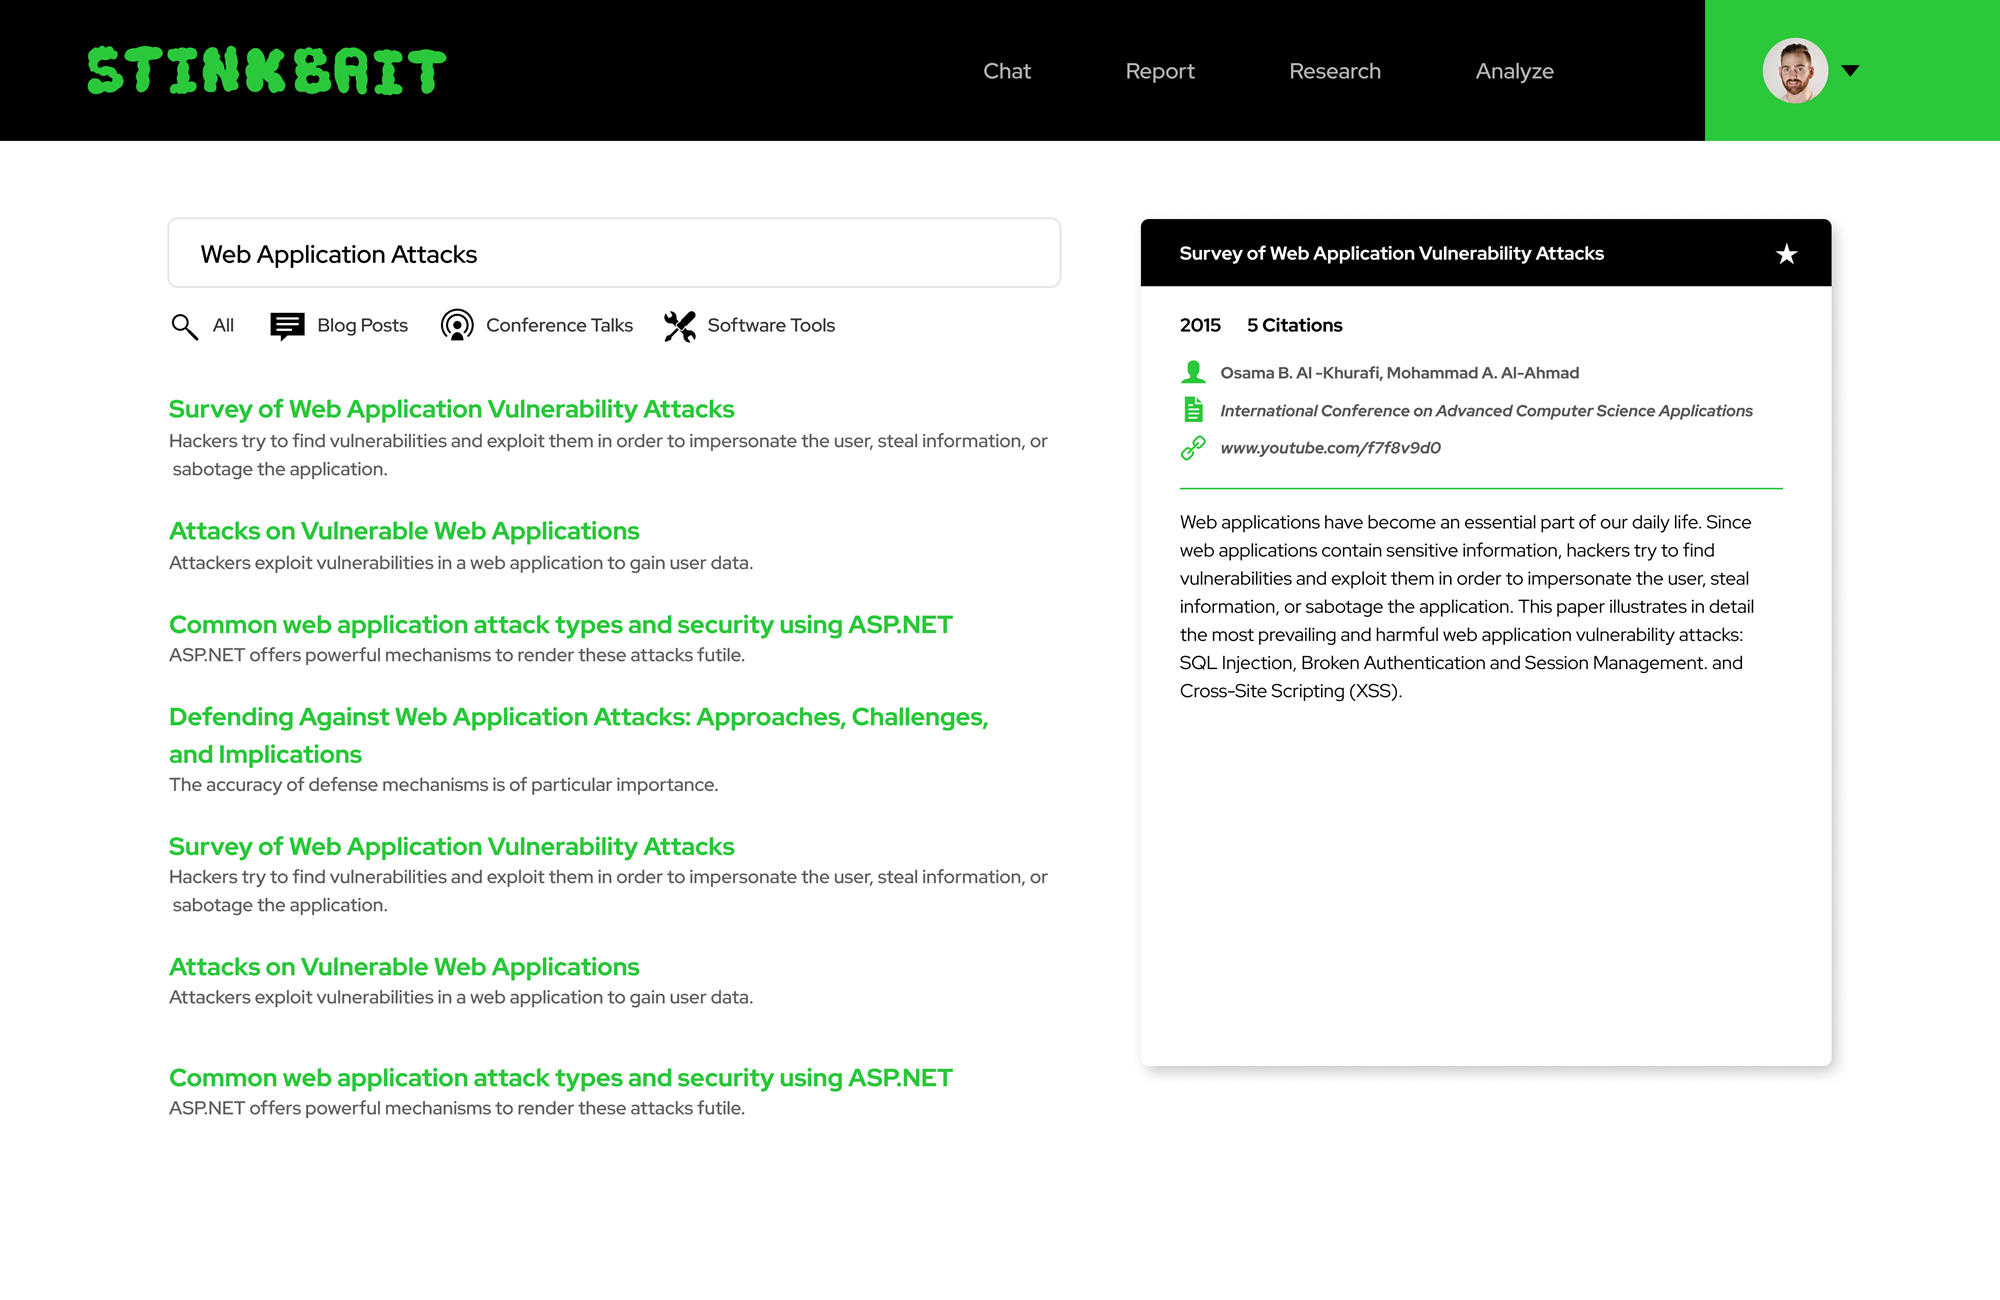 STINKBAIT
Chat
Report
Research
Analyze
Web Application Attacks
All
Blog Posts
Conference Talks
Software Tools
Survey of Web Application Vulnerability Attacks
Hackers try to find vulnerabilities and exploit them in order to impersonate the user, steal information, or
sabotage the application.
Attacks on Vulnerable Web Applications
Attackers exploit vulnerabilities in a web application to gain user data.
Common web application attack types and security using ASP.NET
ASP.NET offers powerful mechanisms to render these attacks futile.
Defending Against Web Application Attacks: Approaches, Challenges,
and Implications
The accuracy of defense mechanisms is of particular importance.
Survey of Web Application Vulnerability Attacks
Hackers try to find vulnerabilities and exploit them in order to impersonate the user, steal information, or
sabotage the application.
Attacks on Vulnerable Web Applications
Attackers exploit vulnerabilities in a web application to gain user data.
Common web application attack types and security using ASP.NET
ASP.NET offers powerful mechanisms to render these attacks futile.
Survey of Web Application Vulnerability Attacks
2015 5 Citations
Osama B. Al -Khurafi, Mohammad A. Al-Ahmad
International Conference on Advanced Computer Science Applications
www.youtube.com/f7f8v9d0
Web applications have become an essential part of our daily life. Since
web applications contain sensitive information, hackers try to find
vulnerabilities and exploit them in order to impersonate the user, steal
information, or sabotage the application. This paper illustrates in detail
the most prevailing and harmful web application vulnerability attacks:
SQL Injection, Broken Authentication and Session Management. and
Cross-Site Scripting (XSS).